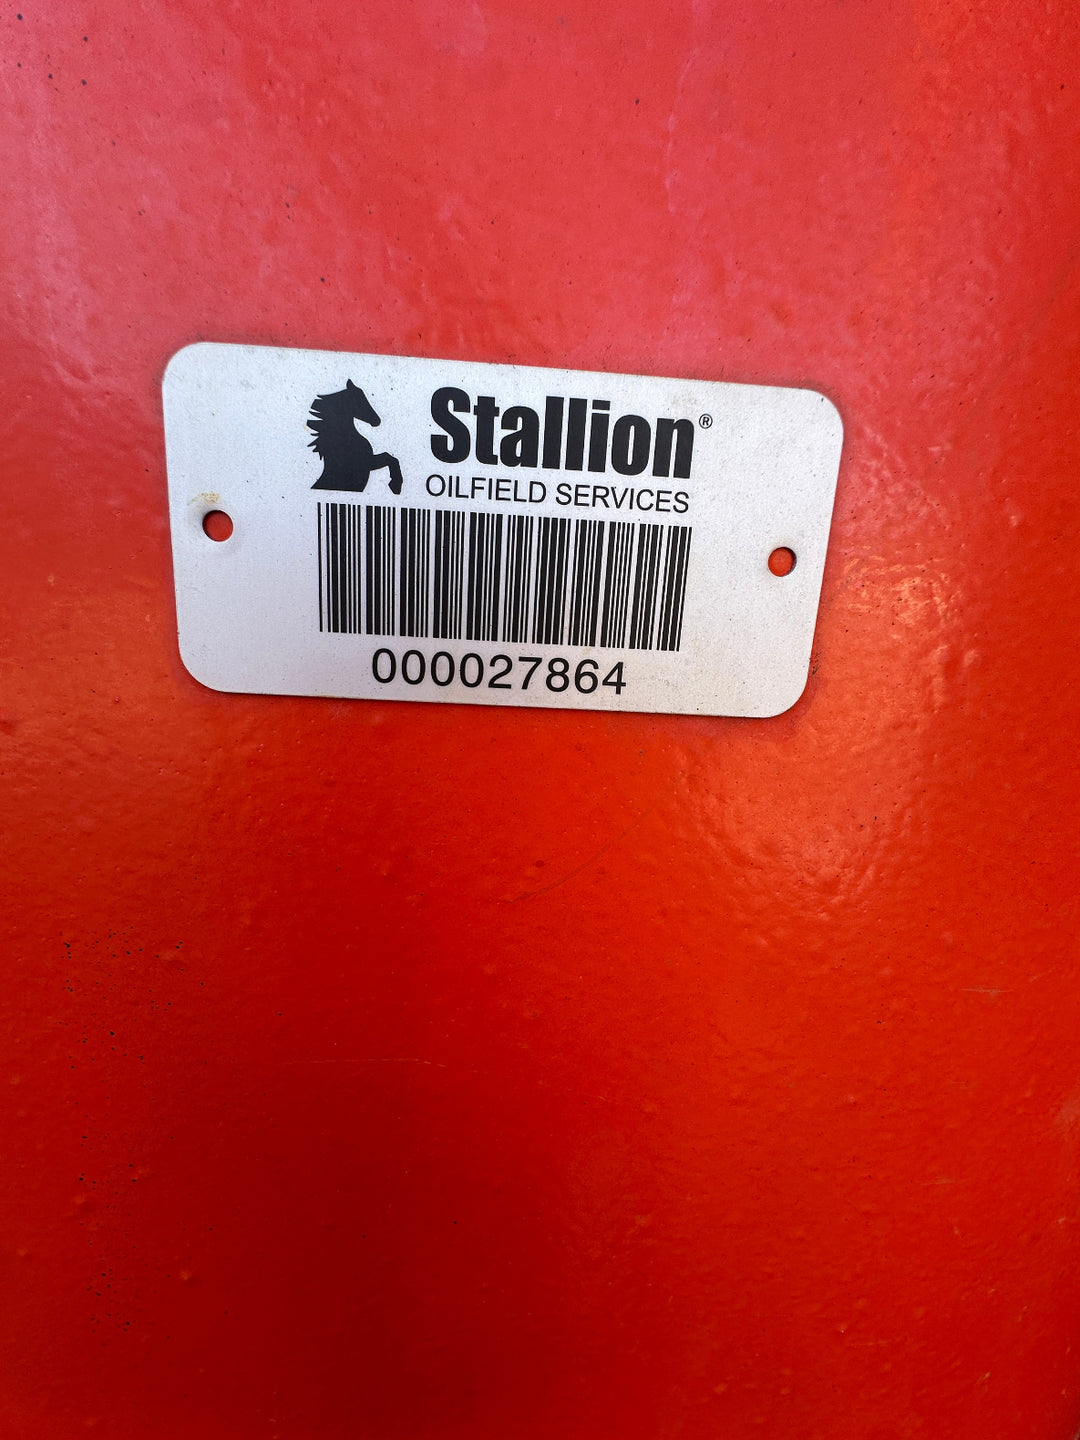 Stallion®
OILFIELD SERVICES
000027864